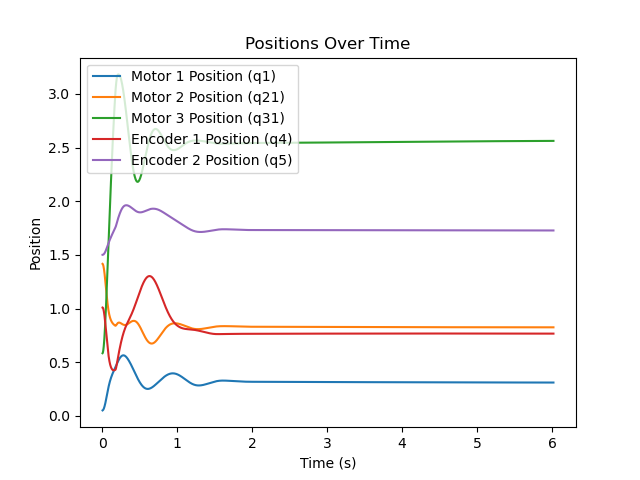 Positions Over Time
Motor 1 Position (q1)
Motor 2 Position (q21)
Motor 3 Position (q31)
Encoder 1 Position (q4)
Encoder 2 Position (q5)
Position
3.0
2.5
2.0
1.5
1.0
0.5
0.0
0 1 2 3 4 5 6
Time (s)